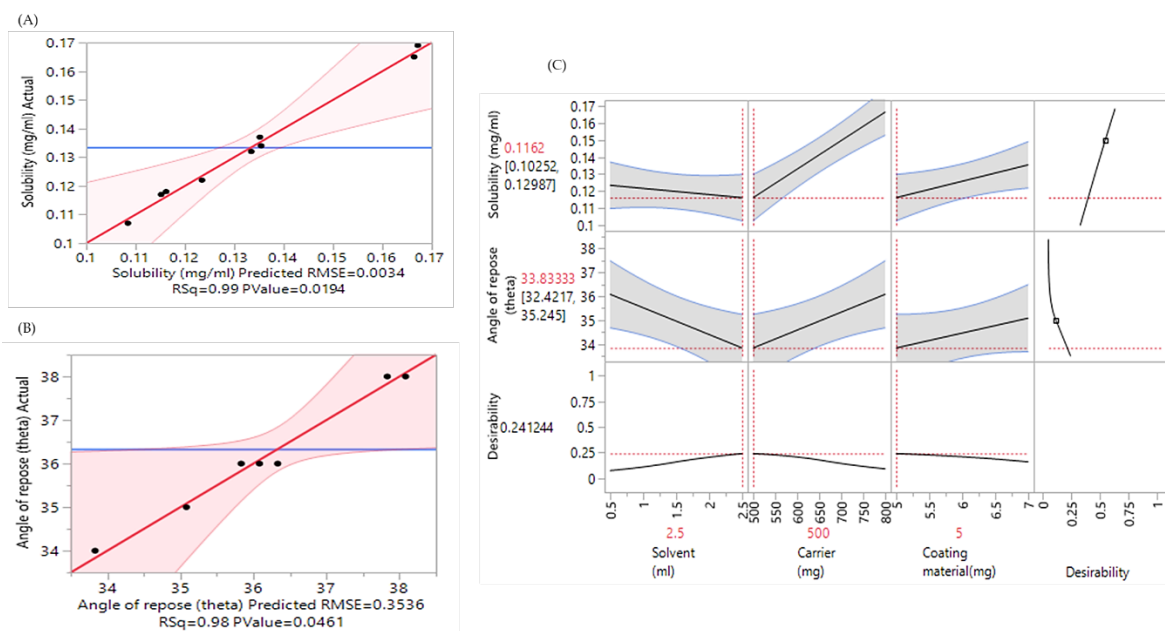 (A)
0.17
0.16
0.15
0.14
0.13
0.12
0.11
0.1
Solubility (mg/ml) Actual
0.1 0.11 0.12 0.13 0.14 0.15 0.16 0.17
Solubility (mg/ml) Predicted RMSE=0.0034
RSq=0.99 PValue=0.0194
(B)
38
37
36
35
34
Angle of repose (theta) Actual
34 35 36 37 38
Angle of repose (theta) Predicted RMSE=0.3536
RSq=0.98 PValue=0.0461
(C)
Solubility (mg/ml)
0.1162
[0.10252,
0.12987]
0.17
0.16
0.15
0.14
0.13
0.12
0.11
0.1
Angle of repose
(theta)
33.83333
[32.4217,
35.245]
38
37
36
35
34
Desirability
0.241244
1
0.75
0.5
0.25
0
0.5 1 1.5 2 2.5
500 550 600 650 700 750 800
5 5.5 6 6.5 7
0 0.25 0.5 0.75 1
2.5
500
5
Solvent
(ml)
Carrier
(mg)
Coating
material(mg)
Desirability